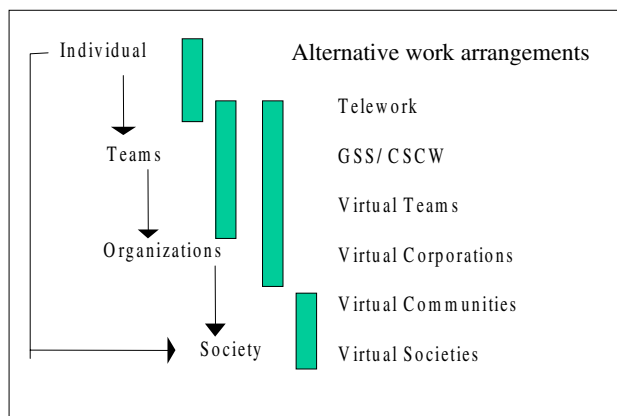 Individual
Alternative work arrangements
Telework
Teams
GSS/CSCW
Virtual Teams
Organizations
Virtual Corporations
Virtual Communities
Society
Virtual Societies